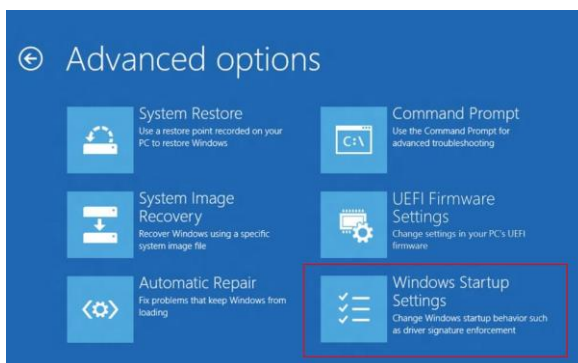 Advanced options
System Restore
Use a restore point recorded on your
PC to restore Windows
Command Prompt
Use the Command Prompt for
advanced troubleshooting
C:\
System Image
Recovery
Recover Windows using a specific
system image file
UEFI Firmware
Settings
Change settings in your PC's UEFI
firmware
Automatic Repair
Fix problems that keep Windows from
loading
Windows Startup
Settings
Change Windows startup behavior such
as driver signature enforcement